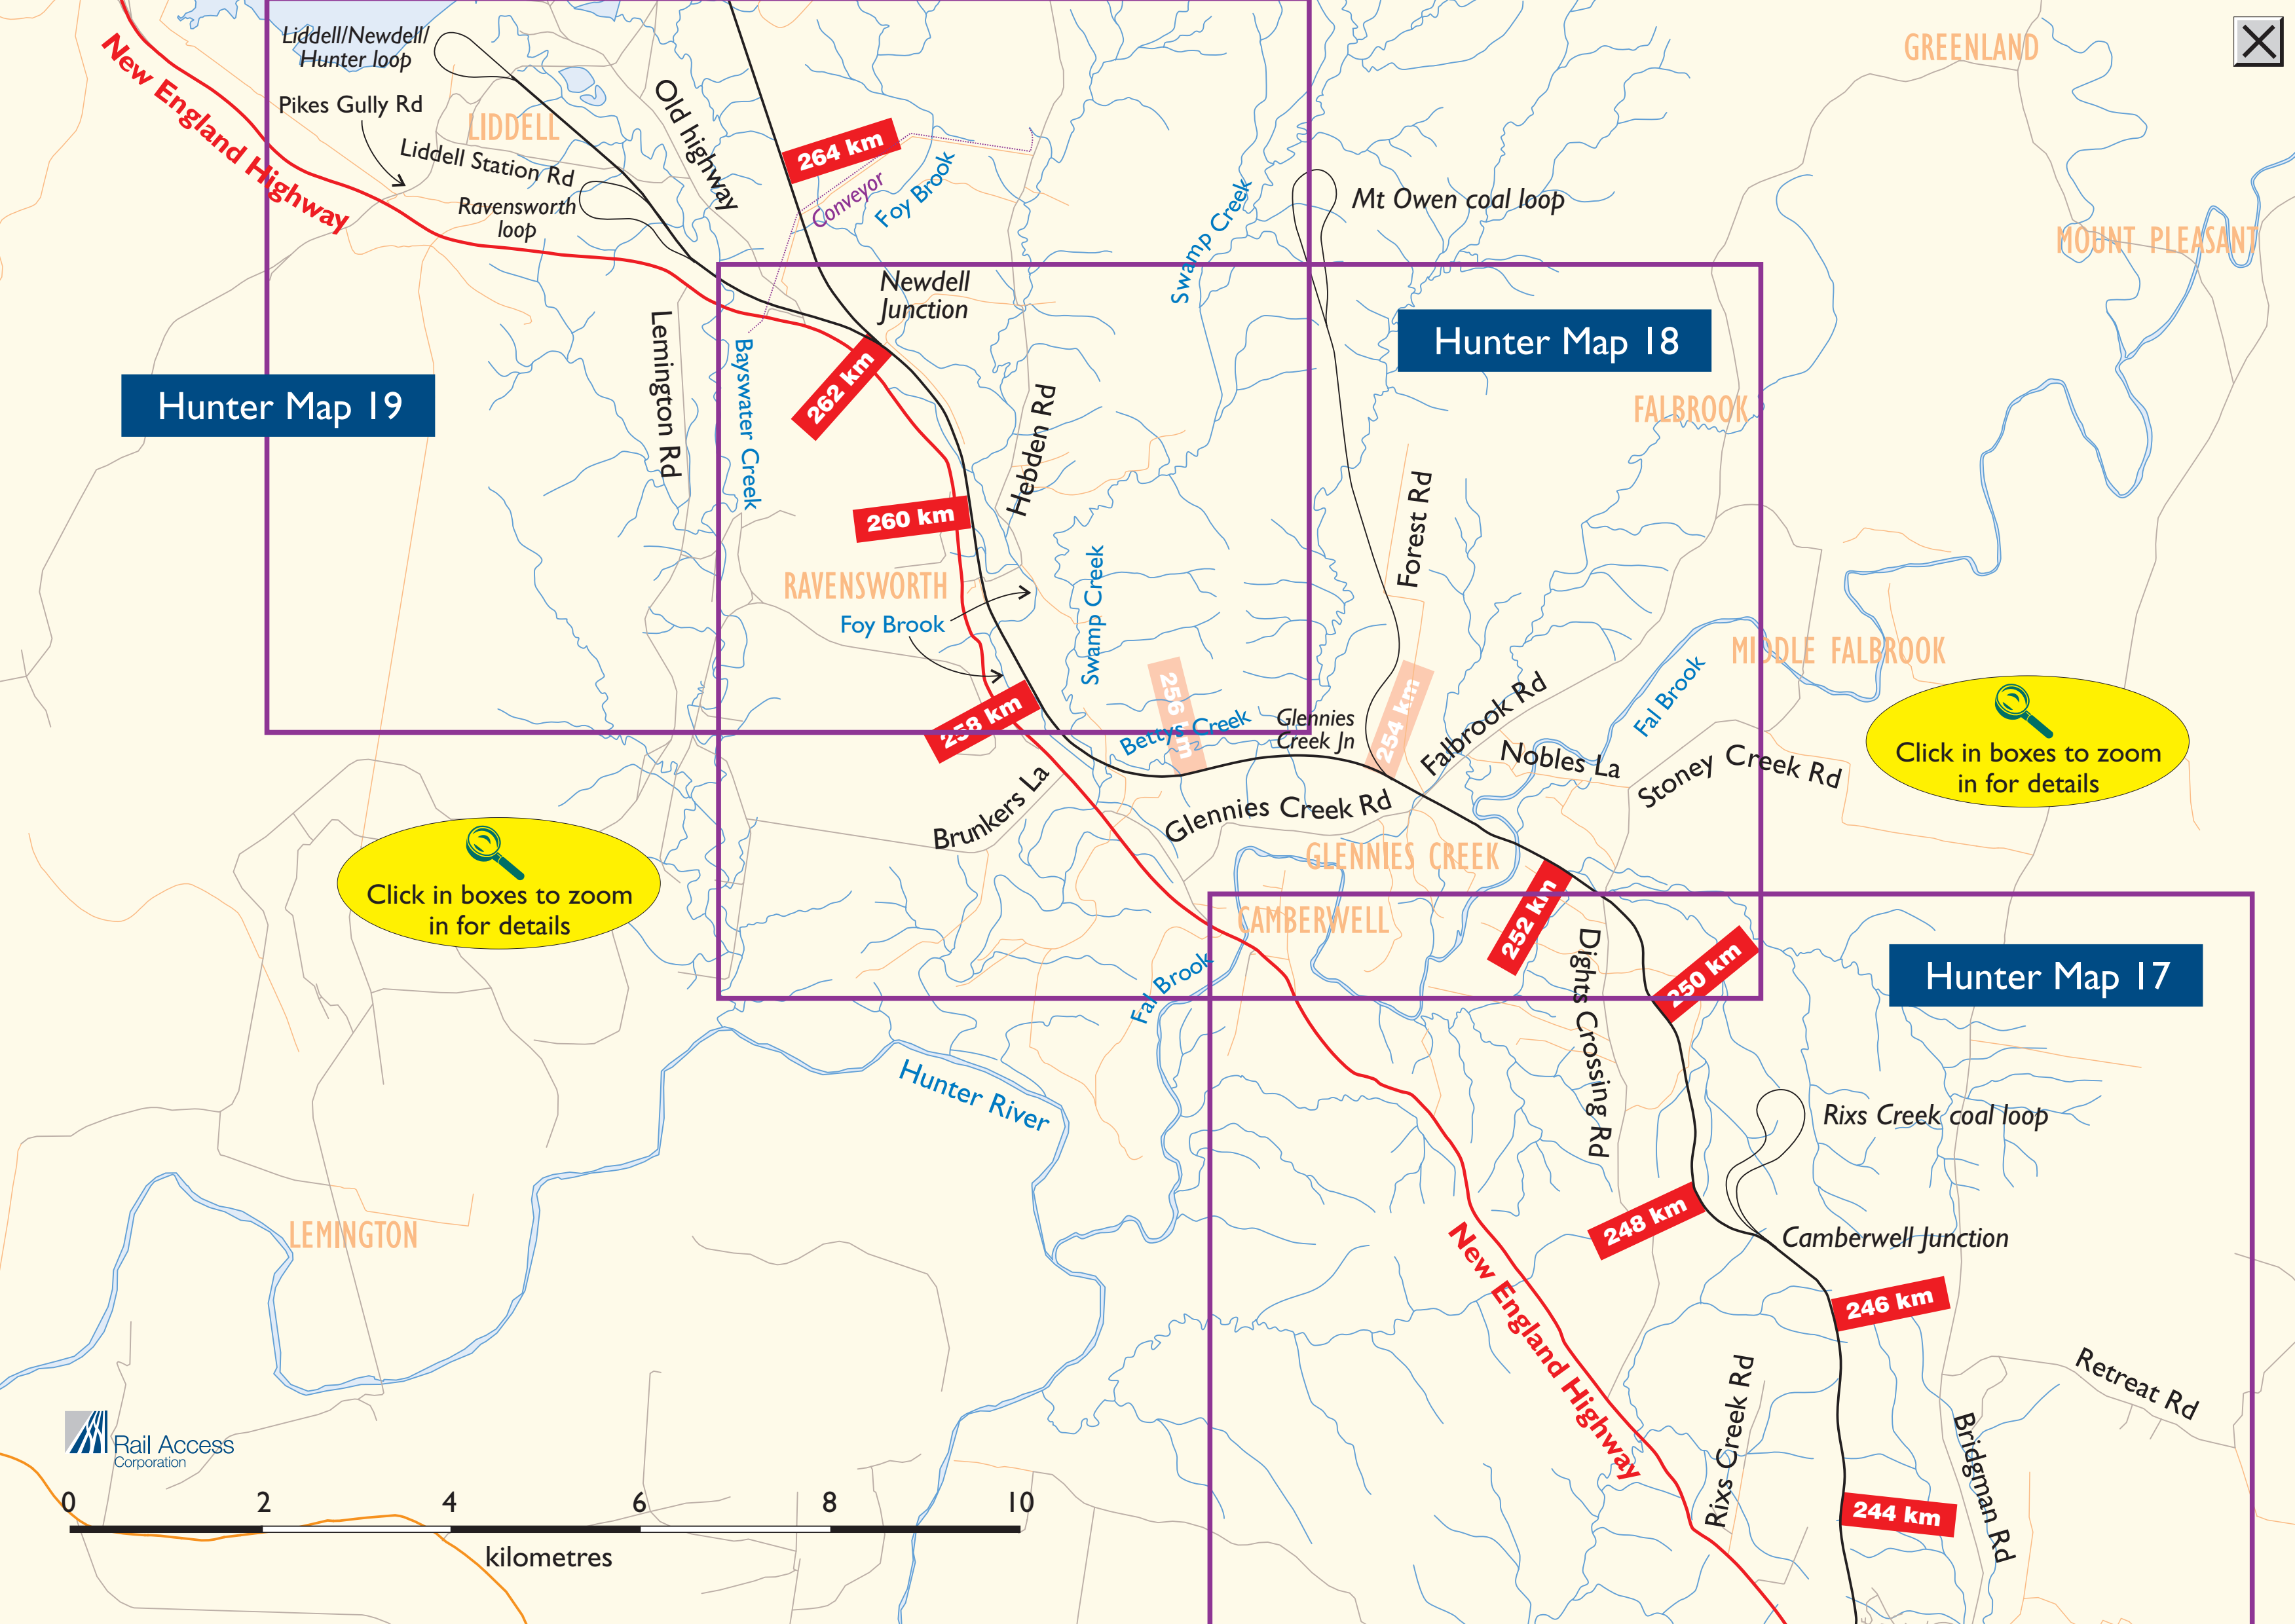 Liddell/Newdell/
Hunter loop
Pikes Gully Rd
New England Highway
LIDDELL
Liddell Station Rd
Ravensworth
loop
Old highway
264 km
Conveyor
Foy Brook
Swamp Creek
Mt Owen coal loop
GREENLAND
MOUNT PLEASANT
Newdell
Junction
Hunter Map 18
Hunter Map 19
Lemington Rd
Bayswater Creek
262 km
Hebden Rd
FALBROOK
260 km
Forest Rd
RAVENSWORTH
Foy Brook
Swamp Creek
MIDDLE FALBROOK
258 km
256 km
Bettys Creek
Glennies
Creek Jn
254 km
Falbrook Rd
Nobles La
Fal Brook
Stoney Creek Rd
Click in boxes to zoom
in for details
Brunkers La
Glennies Creek Rd
GLENNIES CREEK
Click in boxes to zoom
in for details
CAMBERWELL
252 km
Dights Crossing Rd
250 km
Hunter Map 17
Fal Brook
Hunter River
Rixs Creek coal loop
LEMINGTON
248 km
Camberwell Junction
New England Highway
246 km
Retreat Rd
Rixs Creek Rd
Bridgman Rd
244 km
Rail Access
Corporation
0 2 4 6 8 10
kilometres